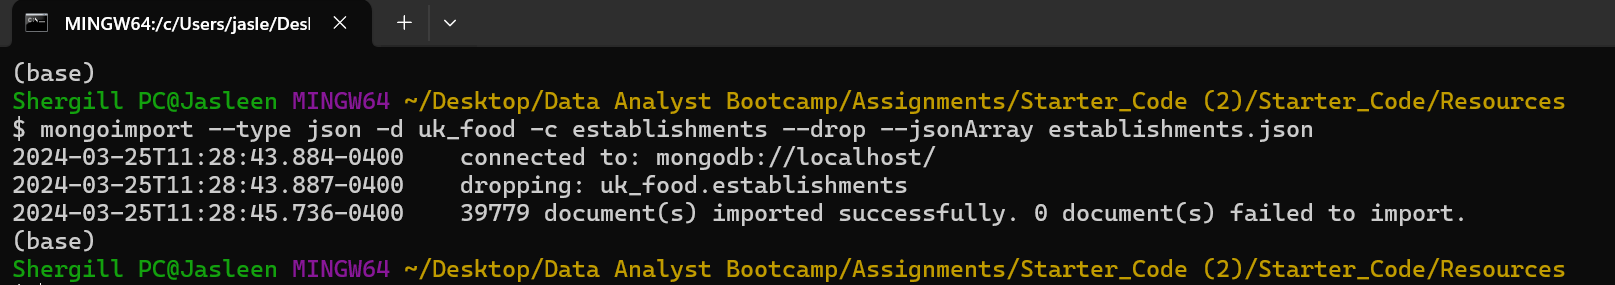 MINGW64:/c/Users/jasle/Desl
(base)
Shergill PC@Jasleen MINGW64 ~/Desktop/Data Analyst Bootcamp/Assignments/Starter_Code (2)/Starter_Code/Resources
$ mongoimport --type json -d uk_food -c establishments --drop --jsonArray establishments.json
2024-03-25T11:28:43.884-0400    connected to: mongodb://localhost/
2024-03-25T11:28:43.887-0400    dropping: uk_food.establishments
2024-03-25T11:28:45.736-0400    39779 document(s) imported successfully. 0 document(s) failed to import.
(base)
Shergill PC@Jasleen MINGW64 ~/Desktop/Data Analyst Bootcamp/Assignments/Starter_Code (2)/Starter_Code/Resources